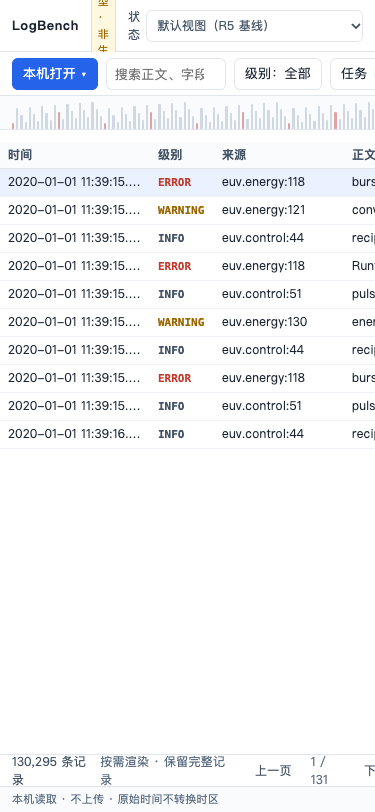 LogBench
型
·
非
生
状
态
默认视图（R5 基线）
本机打开 ▾
搜索正文、字段
级别：全部
任务
时间 级别 来源 正文
2020-01-01 11:39:15.... ERROR euv.energy:118 burs
2020-01-01 11:39:15.... WARNING euv.energy:121 conv
2020-01-01 11:39:15.... INFO euv.control:44 recip
2020-01-01 11:39:15.... ERROR euv.energy:118 Run
2020-01-01 11:39:15.... INFO euv.control:51 puls
2020-01-01 11:39:15.... WARNING euv.energy:130 ener
2020-01-01 11:39:15.... INFO euv.control:44 recip
2020-01-01 11:39:15.... ERROR euv.energy:118 burs
2020-01-01 11:39:15.... INFO euv.control:51 puls
2020-01-01 11:39:16.... INFO euv.control:44 recip
130,295 条记
录
按需渲染 · 保留完整记
录
上一页
1 /
131
下
本机读取 · 不上传 · 原始时间不转换时区